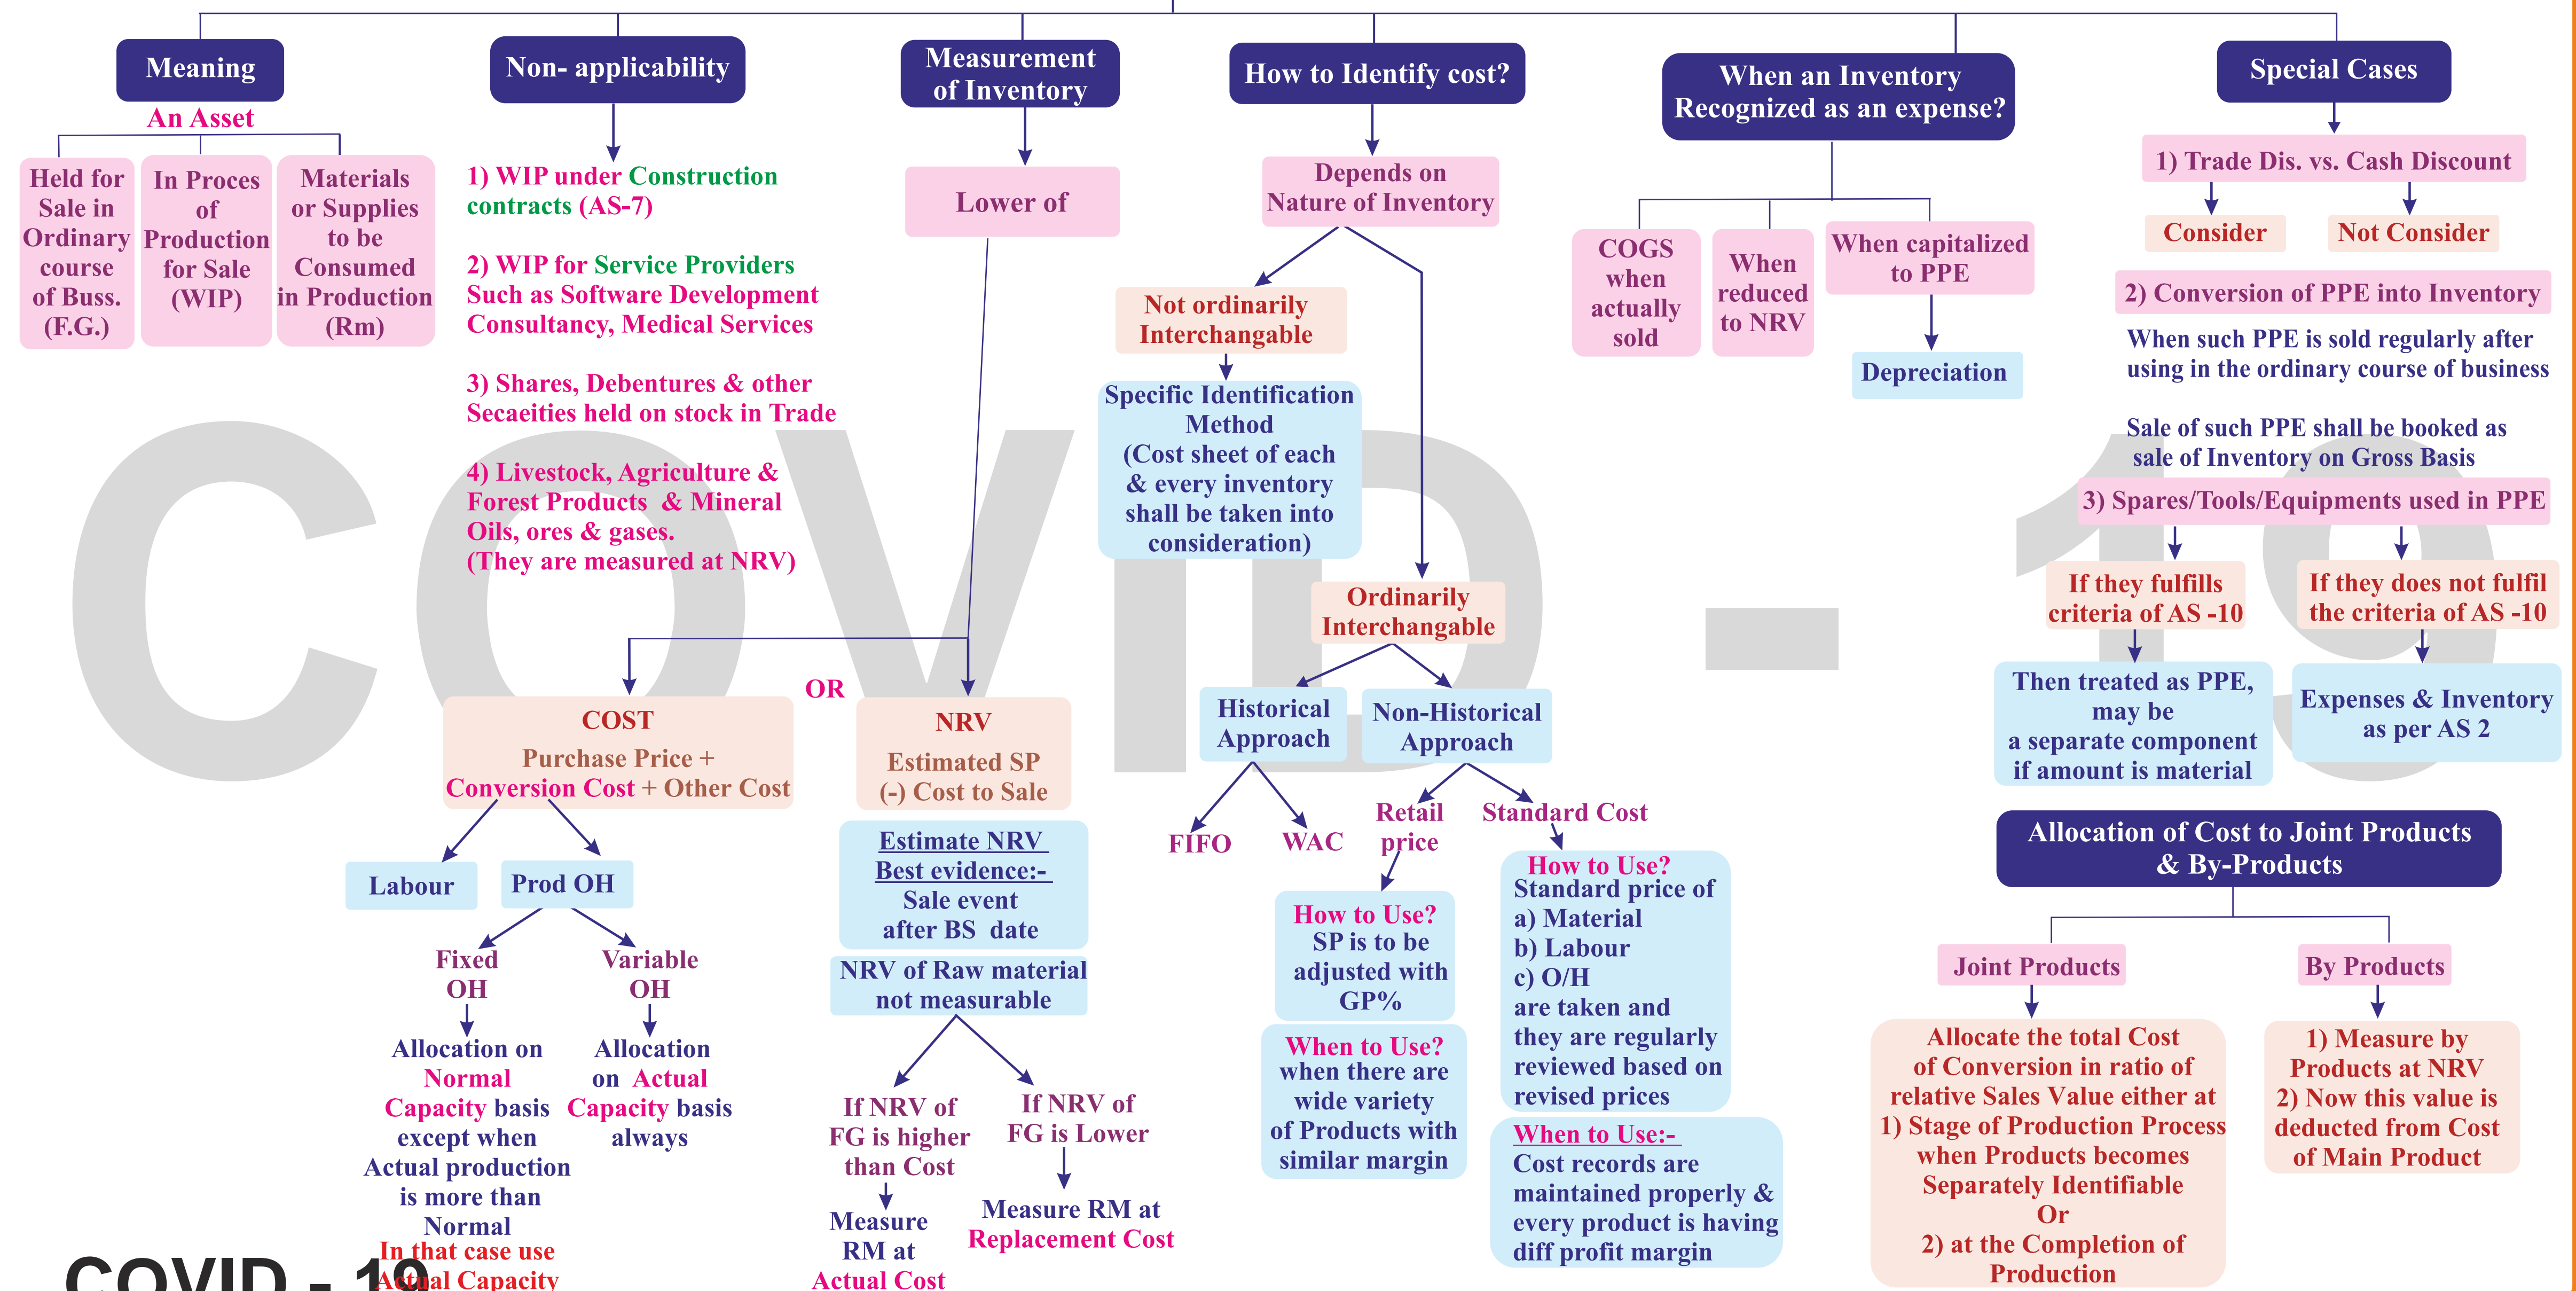 Meaning
An Asset
Held for
Sale in
Ordinary
course
of Buss.
(F.G.)
In Proces
of
Production
for Sale
(WIP)
Materials
or Supplies
to be
Consumed
in Production
(Rm)
Non- applicability
1) WIP under Construction
contracts (AS-7)
2) WIP for Service Providers
Such as Software Development
Consultancy, Medical Services
3) Shares, Debentures & other
Secaeities held on stock in Trade
4) Livestock, Agriculture &
Forest Products & Mineral
Oils, ores & gases.
(They are measured at NRV)
Measurement
of Inventory
Lower of
COST
Purchase Price +
Conversion Cost + Other Cost
OR
NRV
Estimated SP
(-) Cost to Sale
Labour
Prod OH
Fixed
OH
Allocation on
Normal
Capacity basis
except when
Actual production
is more than
Normal
In that case use
Actual Capacity
Variable
OH
Allocation
on Actual
Capacity basis
always
Estimate NRV
Best evidence:-
Sale event
after BS date
NRV of Raw material
not measurable
If NRV of
FG is higher
than Cost
Measure
RM at
Actual Cost
If NRV of
FG is Lower
Measure RM at
Replacement Cost
How to Identify cost?
Depends on
Nature of Inventory
Not ordinarily
Interchangable
Specific Identification
Method
(Cost sheet of each
& every inventory
shall be taken into
consideration)
Ordinarily
Interchangable
Historical
Approach
FIFO
WAC
Non-Historical
Approach
Retail
price
How to Use?
SP is to be
adjusted with
GP%
When to Use?
when there are
wide variety
of Products with
similar margin
Standard Cost
How to Use?
Standard price of
a) Material
b) Labour
c) O/H
are taken and
they are regularly
reviewed based on
revised prices
When to Use:-
Cost records are
maintained properly &
every product is having
diff profit margin
When an Inventory
Recognized as an expense?
COGS
when
actually
sold
When
reduced
to NRV
When capitalized
to PPE
Depreciation
Special Cases
1) Trade Dis. vs. Cash Discount
Consider
Not Consider
2) Conversion of PPE into Inventory
When such PPE is sold regularly after
using in the ordinary course of business
Sale of such PPE shall be booked as
sale of Inventory on Gross Basis
3) Spares/Tools/Equipments used in PPE
If they fulfills
criteria of AS -10
Then treated as PPE,
may be
a separate component
if amount is material
If they does not fulfil
the criteria of AS -10
Expenses & Inventory
as per AS 2
Allocation of Cost to Joint Products
& By-Products
Joint Products
Allocate the total Cost
of Conversion in ratio of
relative Sales Value either at
1) Stage of Production Process
when Products becomes
Separately Identifiable
Or
2) at the Completion of
Production
By Products
1) Measure by
Products at NRV
2) Now this value is
deducted from Cost
of Main Product
COVID - 19
COVID - 19